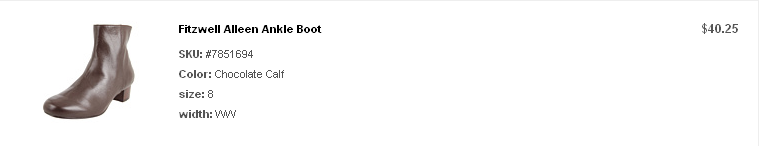 Fitzwell Alleen Ankle Boot
$40.25
SKU: #7851694
Color: Chocolate Calf
size: 8
width: WW